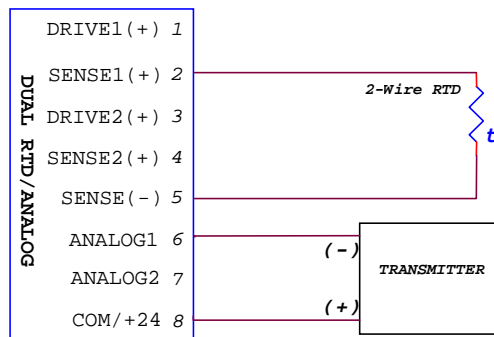 DUAL RTD/ANALOG
DRIVE1(+) 1
SENSE1(+) 2
DRIVE2(+) 3
SENSE2(+) 4
SENSE(-) 5
ANALOG1 6
ANALOG2 7
COM/+24 8
2-Wire RTD
t
(-)
TRANSMITTER
(+)